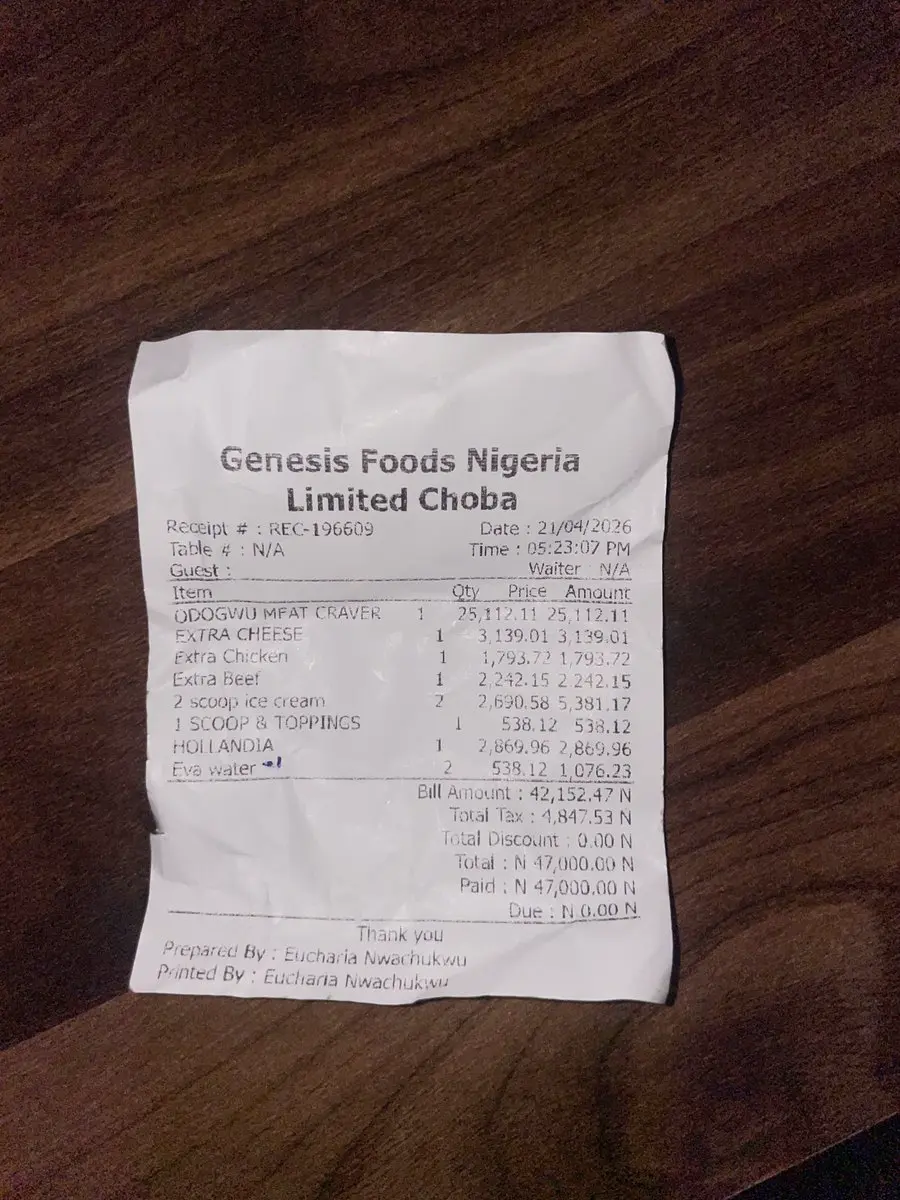 Genesis Foods Nigeria
Limited Choba
Receipt # : REC-196609 Date : 21/04/2026
Table # : N/A Time : 05:23:07 PM
Guest : Waiter N/A
Item Qty Price Amount
ODOGWU MEAT CRAVER 1 25,112.11 25,112.11
EXTRA CHEESE 1 3,139.01 3,139.01
Extra Chicken 1 1,793.72 1,793.72
Extra Beef 1 2,242.15 2,242.15
2 scoop ice cream 2 2,690.58 5,381.17
1 SCOOP & TOPPINGS 1 538.12 538.12
HOLLANDIA 1 2,869.96 2,869.96
Eva water 2 538.12 1,076.23
Bill Amount : 42,152.47 N
Total Tax : 4,847.53 N
Total Discount : 0.00 N
Total : N 47,000.00 N
Paid : N 47,000.00 N
Due : N 0.00 N
Thank you
Prepared By : Eucharia Nwachukwu
Printed By : Eucharia Nwachukwu